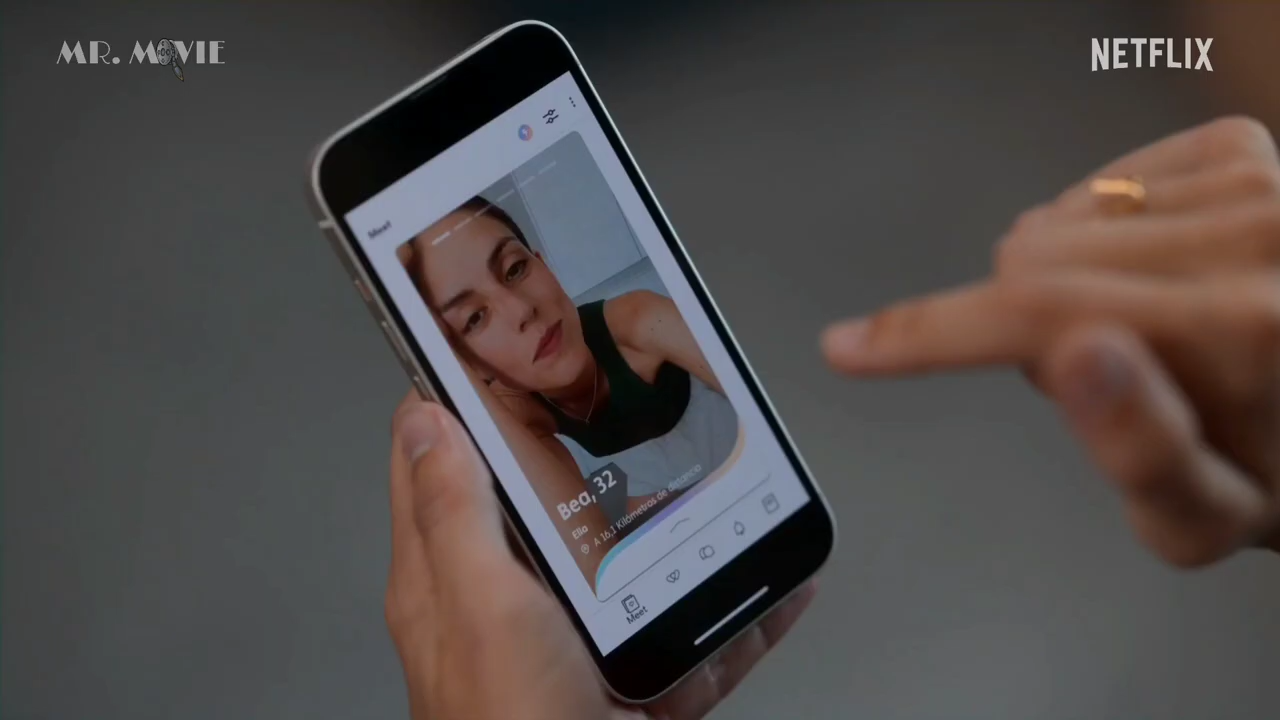 MR. MOVIE
NETFLIX
Meet
Bea, 32
Ella
A 16,1 Kilómetros de distancia
Meet